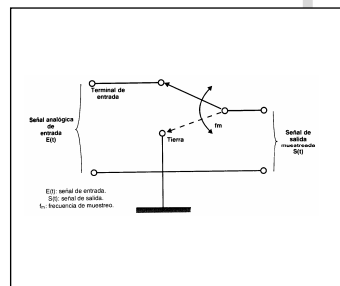 Terminal de
entrada
Señal analógica
de
entrada
E(t)
fm
Tierra
Señal de
salida
muestreada
S(t)
E(t): señal de entrada.
S(t): señal de salida.
fm: frecuencia de muestreo.